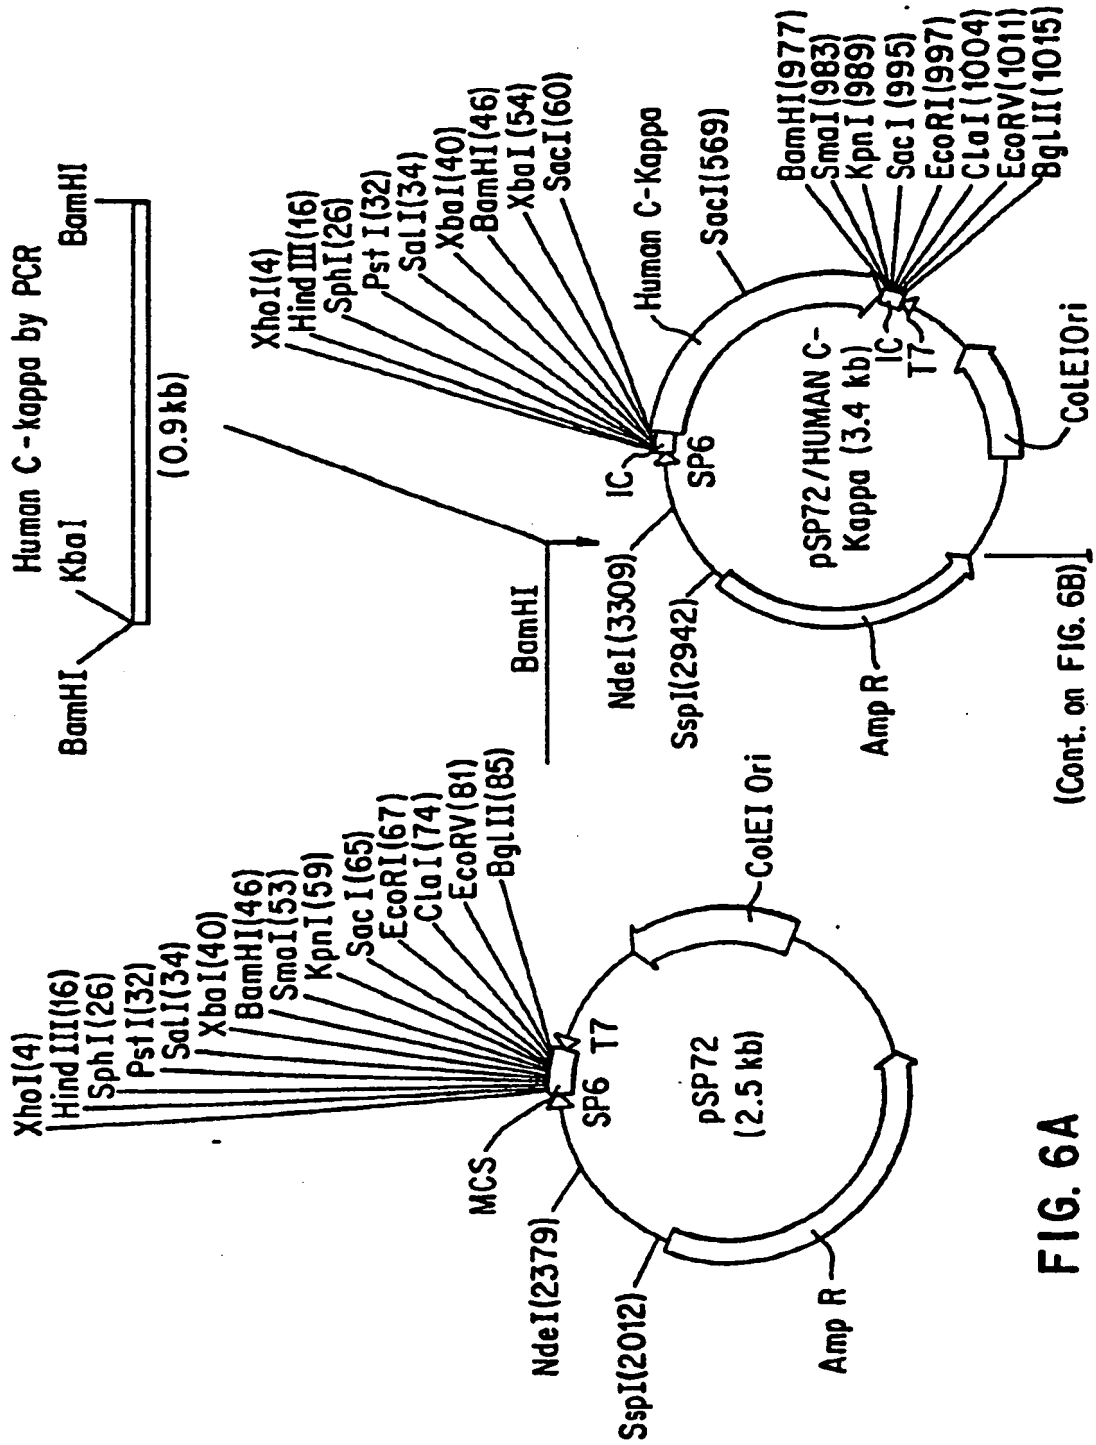 Human C-kappa by PCR
BamHI
KbaI
BamHI
(0.9kb)
XhoI(4)
HindIII(16)
SphI(26)
PstI(32)
SalI(34)
XbaI(40)
BamHI(46)
SmaI(53)
KpnI(59)
SacI(65)
EcoRI(67)
ClaI(74)
EcoRV(81)
BglII(85)
MCS
SP6
T7
NdeI(2379)
SspI(2012)
pSP72
(2.5 kb)
ColEI Ori
Amp R
BamHI
XhoI(4)
HindIII(16)
SphI(26)
Pst I(32)
SalI(34)
XbaI(40)
BamHI(46)
XbaI(54)
SacI(60)
IC
SP6
Human C-Kappa
SacI(569)
NdeI(3309)
SspI(2942)
pSP72/HUMAN C-
Kappa (3.4 kb)
IC
T7
BamHI(977)
SmaI(983)
KpnI(989)
SacI(995)
EcoRI(997)
ClaI(1004)
EcoRV(1011)
BglII(1015)
ColEIOri
Amp R
(Cont. on FIG. 6B)
FIG. 6A